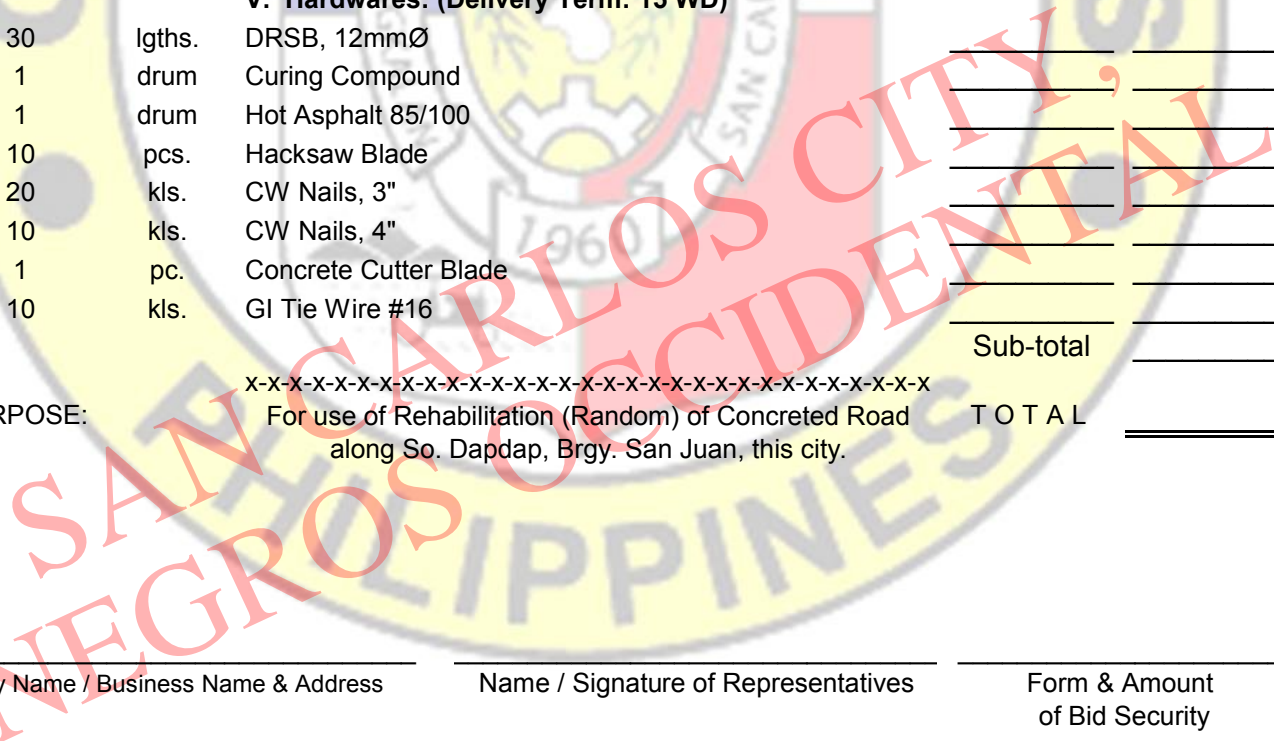 V. Hardwares: (Delivery Term: 15 WD)
30 lgths. DRSB, 12mmØ
1 drum Curing Compound
1 drum Hot Asphalt 85/100
10 pcs. Hacksaw Blade
20 kls. CW Nails, 3"
10 kls. CW Nails, 4"
1 pc. Concrete Cutter Blade
10 kls. GI Tie Wire #16
Sub-total
x-x-x-x-x-x-x-x-x-x-x-x-x-x-x-x-x-x-x-x-x-x-x-x-x-x-x-x-x-x-x
RPOSE: For use of Rehabilitation (Random) of Concreted Road T O T A L
along So. Dapdap, Brgy. San Juan, this city.
y Name / Business Name & Address Name / Signature of Representatives Form & Amount
of Bid Security
SAN CARLOS CITY,
NEGROS OCCIDENTAL
PHILIPPINES
1960
SAN CA